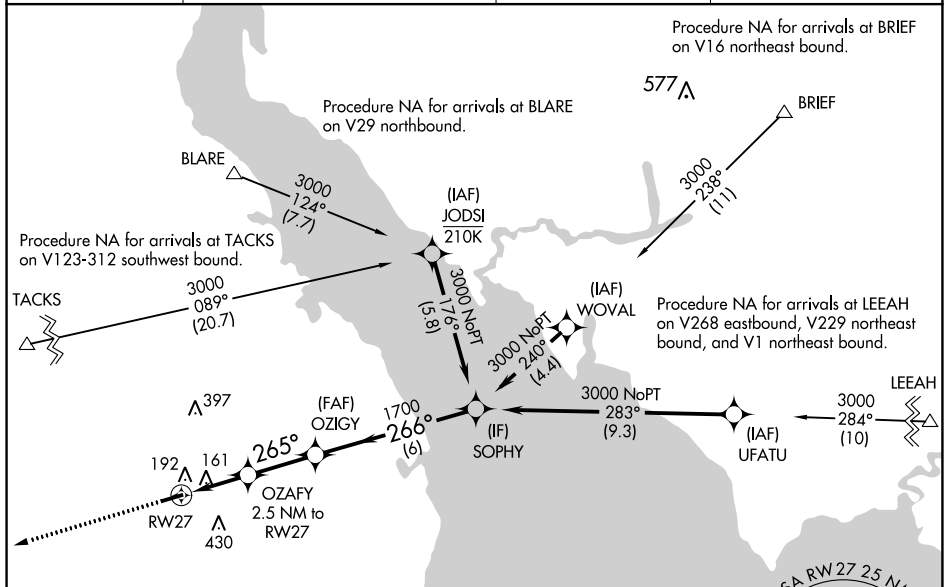 Procedure NA for arrivals at BRIEF
on V16 northeast bound.
577
BRIEF
Procedure NA for arrivals at BLARE
on V29 northbound.
BLARE
3000
124°
(7.7)
3000
238°
(11)
(IAF)
JODSI
210K
Procedure NA for arrivals at TACKS
on V123-312 southwest bound.
3000
089°
(20.7)
TACKS
3000 NoPT
176°
(5.8)
(IAF)
WOVAL
3000 NoPT
240°
(4.4)
Procedure NA for arrivals at LEEAH
on V268 eastbound, V229 northeast
bound, and V1 northeast bound.
LEEAH
3000
284°
(10)
3000 NoPT
283°
(9.3)
(IAF)
UFATU
(IF)
SOPHY
397
(FAF)
OZIGY
1700
266°
(6)
265°
192
161
OZAFY
2.5 NM to
RW27
RW27
430
SA RW27 25 N